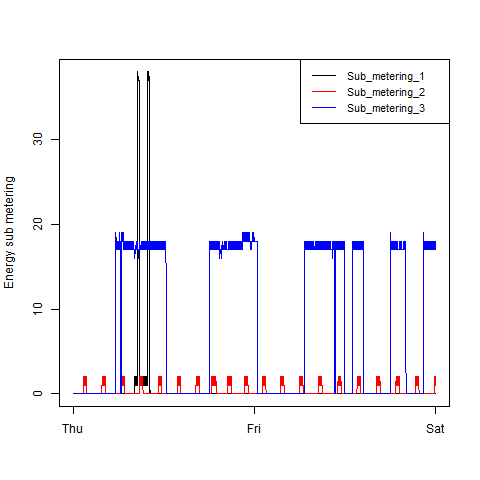 Sub_metering_1
Sub_metering_2
Sub_metering_3
Energy sub metering
30
20
10
0
Thu
Fri
Sat